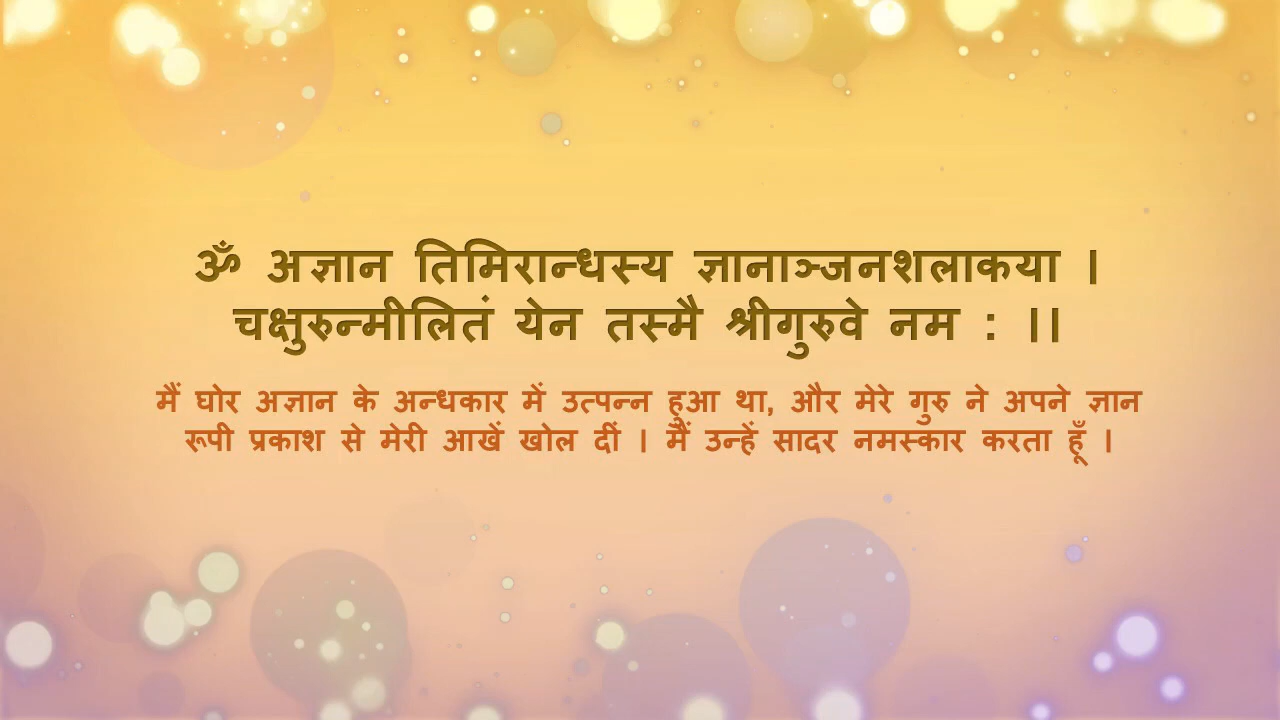 ॐ अज्ञान तिमिरान्धस्य ज्ञानाञ्जनशलाकया ।
चक्षुरुन्मीलितं येन तस्मै श्रीगुरुवे नम : ।।
मैं घोर अज्ञान के अन्धकार में उत्पन्न हुआ था, और मेरे गुरु ने अपने ज्ञान
रूपी प्रकाश से मेरी आखें खोल दीं । मैं उन्हें सादर नमस्कार करता हूँ ।